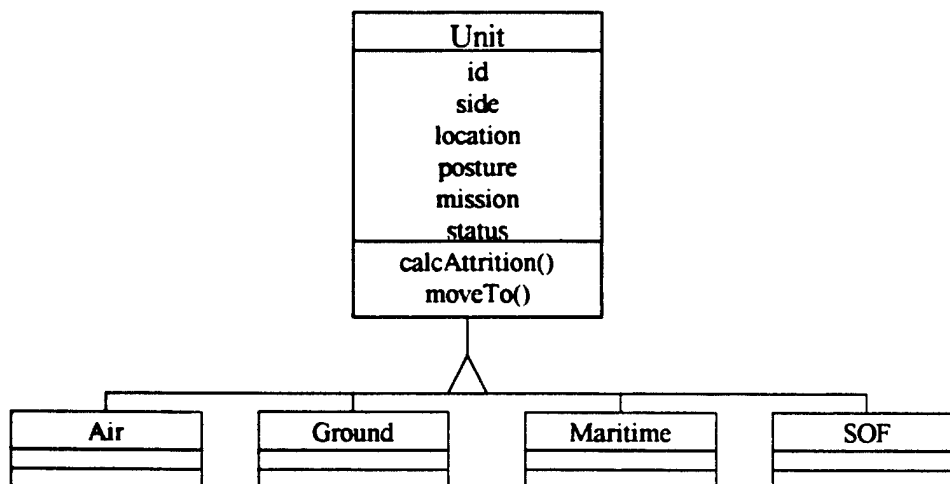 Unit
id
side
location
posture
mission
status
calcAttrition()
moveTo()
Air
Ground
Maritime
SOF